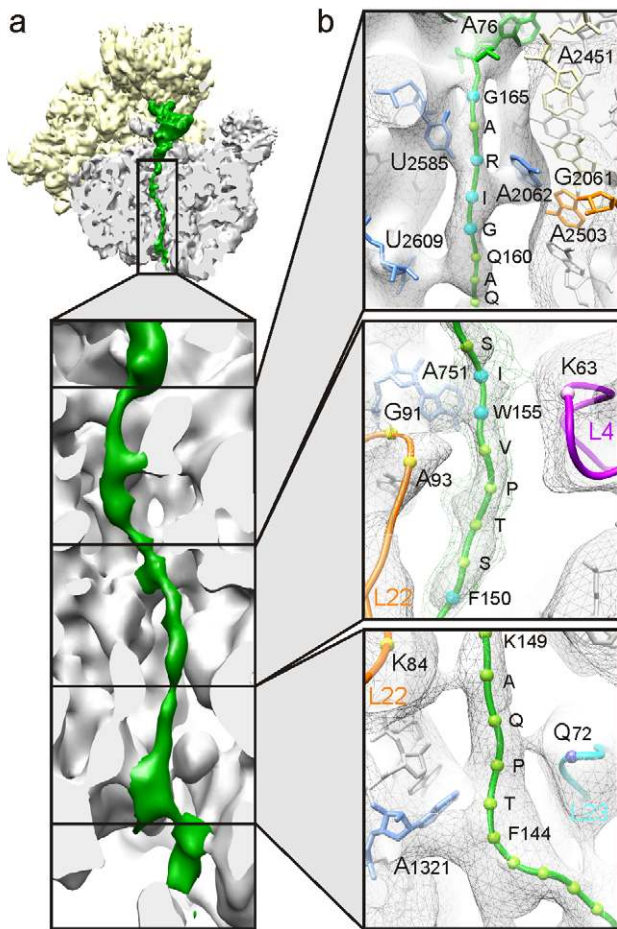 a
b
A76
A2451
G165
A
R
U2585
G2061
A2062
I
A2503
G
U2609
Q160
A
Q
S
A751
I
K63
G91
W155
L4
V
A93
P
T
S
L22
F150
K149
K84
A
L22
Q
Q72
P
L23
T
F144
A1321